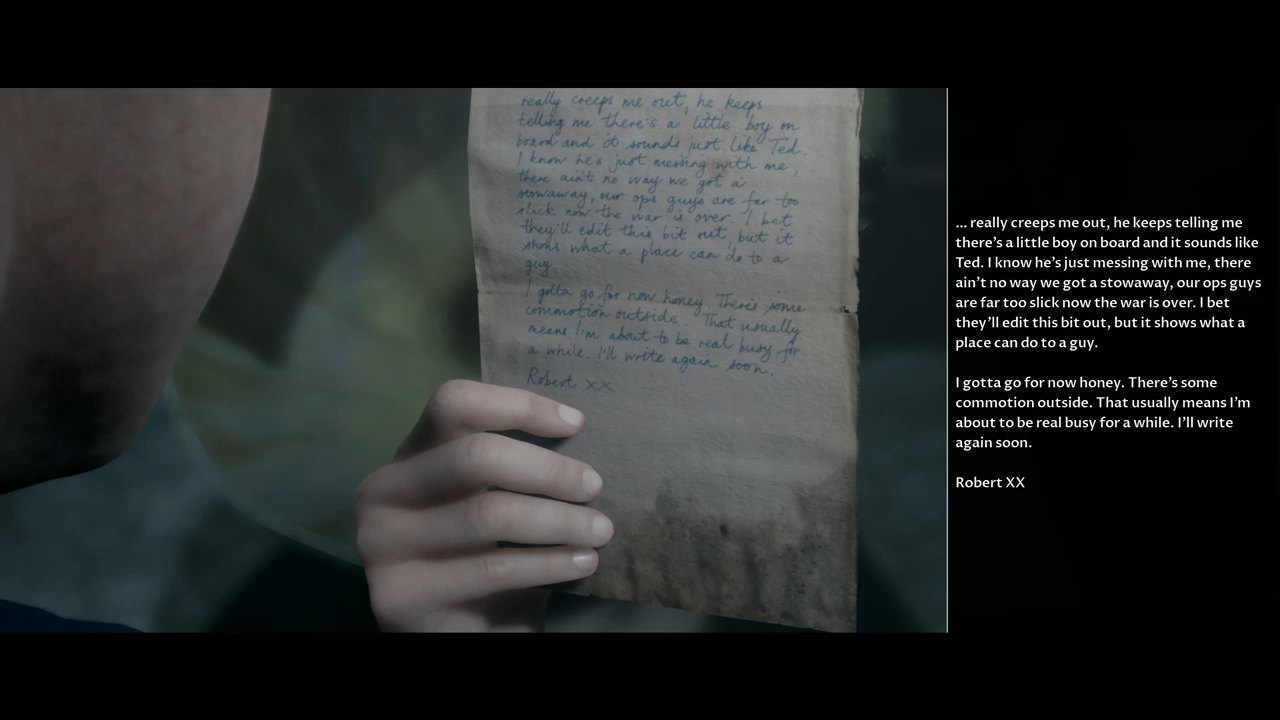 really creeps me out, he keeps
telling me there's a little boy on
board and it sounds just like Ted.
I know he's just messing with me,
there ain't no way we got a
stowaway, our ops guys are far too
slick now the war is over. I bet
they'll edit this bit out, but it
shows what a place can do to a
guy.
I gotta go for now honey. There's some
commotion outside. That usually
means I'm about to be real busy for
a while. I'll write again soon.
Robert XX
... really creeps me out, he keeps telling me
there's a little boy on board and it sounds like
Ted. I know he's just messing with me, there
ain't no way we got a stowaway, our ops guys
are far too slick now the war is over. I bet
they'll edit this bit out, but it shows what a
place can do to a guy.
I gotta go for now honey. There's some
commotion outside. That usually means I'm
about to be real busy for a while. I'll write
again soon.
Robert XX